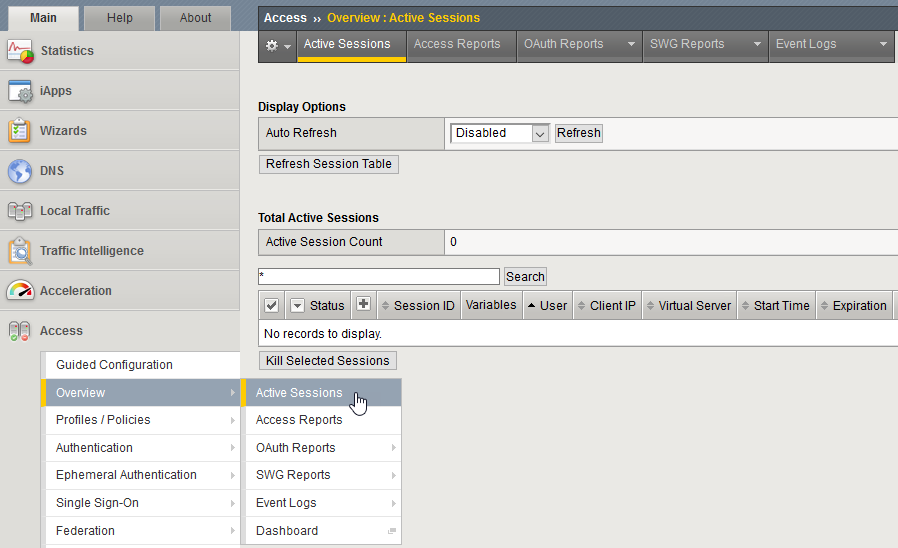 Main Help About
Access ›› Overview : Active Sessions
Active Sessions Access Reports OAuth Reports SWG Reports Event Logs
Statistics
iApps
Wizards
DNS
Local Traffic
Traffic Intelligence
Acceleration
Access
Guided Configuration
Overview
Profiles / Policies
Authentication
Ephemeral Authentication
Single Sign-On
Federation
Active Sessions
Access Reports
OAuth Reports
SWG Reports
Event Logs
Dashboard
Display Options
Auto Refresh Disabled Refresh
Refresh Session Table
Total Active Sessions
Active Session Count 0
* Search
Status Session ID Variables User Client IP Virtual Server Start Time Expiration
No records to display.
Kill Selected Sessions